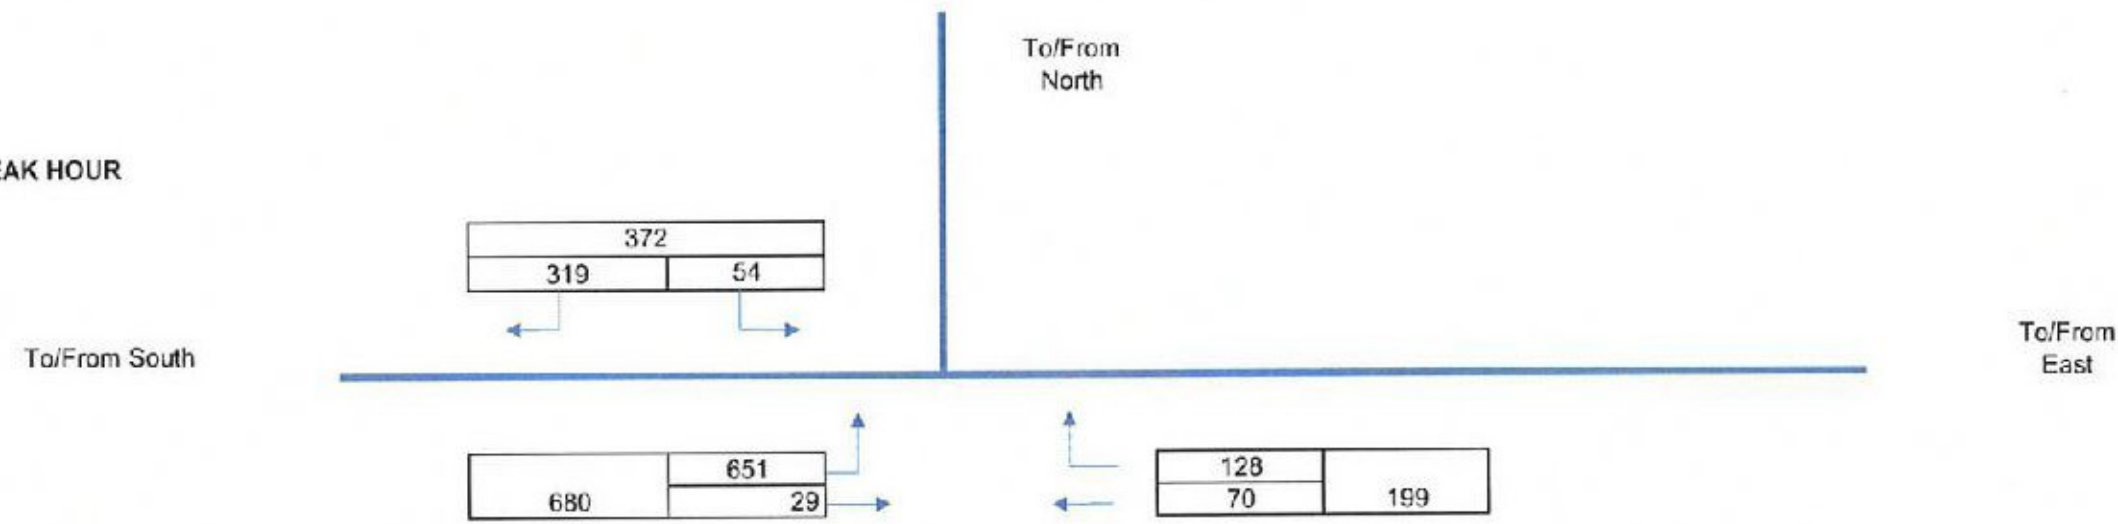 To/From
North
EAK HOUR
372
319 54
To/From South
To/From
East
651
680 29
128
70 199